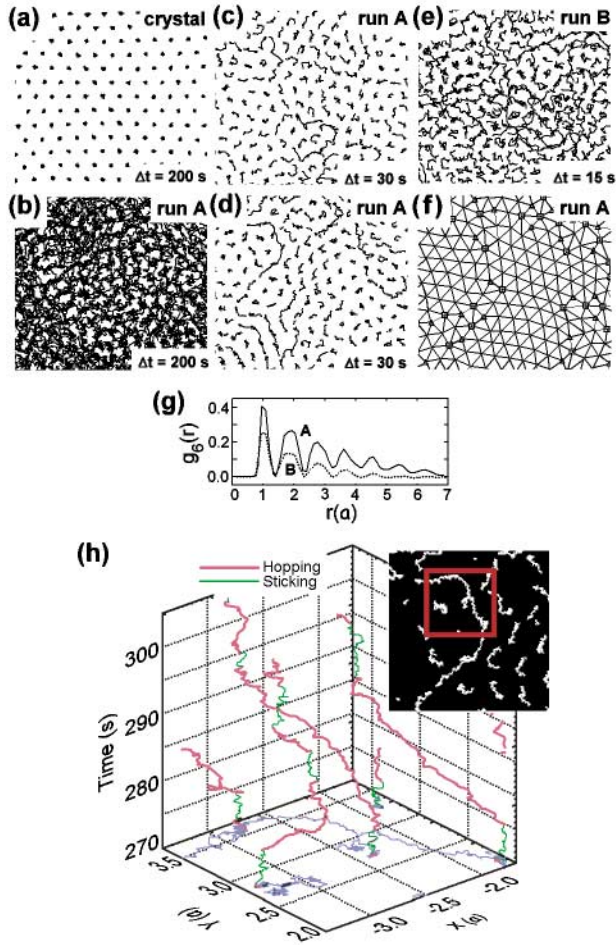 (a) crystal
Δt = 200 s
(c) run A
Δt = 30 s
(e) run B
Δt = 15 s
(b) run A
Δt = 200 s
(d) run A
Δt = 30 s
(f) run A
(g)
g6(r)
0.4
0.2
0.0
A
B
0 1 2 3 4 5 6 7
r(a)
(h)
Hopping
Sticking
Time (s)
300
290
280
270
3.5
3.0
2.5
2.0
Y (a)
-3.0
-2.5
-2.0
X (a)